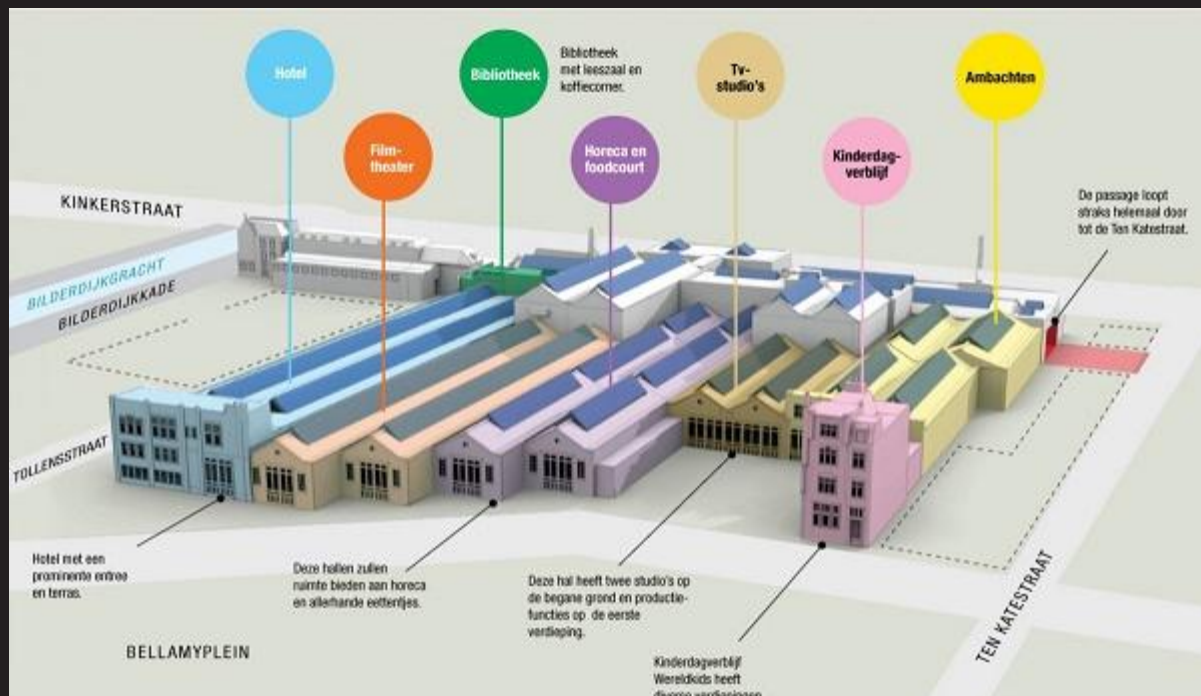 Hotel
Bibliotheek
Bibliotheek
met leeszaal en
koffiecorner.
Tv-
studio's
Ambachten
Film-
theater
Horeca en
foodcourt
Kinderdag-
verblijf
De passage loopt
straks helemaal door
tot de Ten Katestraat.
KINKERSTRAAT
BILDERDIJKGRACHT
BILDERDIJKKADE
TOLLENSSTRAAT
Hotel met een
prominente entree
en terras.
Deze hallen zullen
ruimte bieden aan horeca
en allerhande eettentjes.
Deze hal heeft twee studio's op
de begane grond en productie-
functies op de eerste
verdieping.
TEN KATESTRAAT
BELLAMYPLEIN
Kinderdagverblijf
Wereldkids heeft
diverse verdiepingen